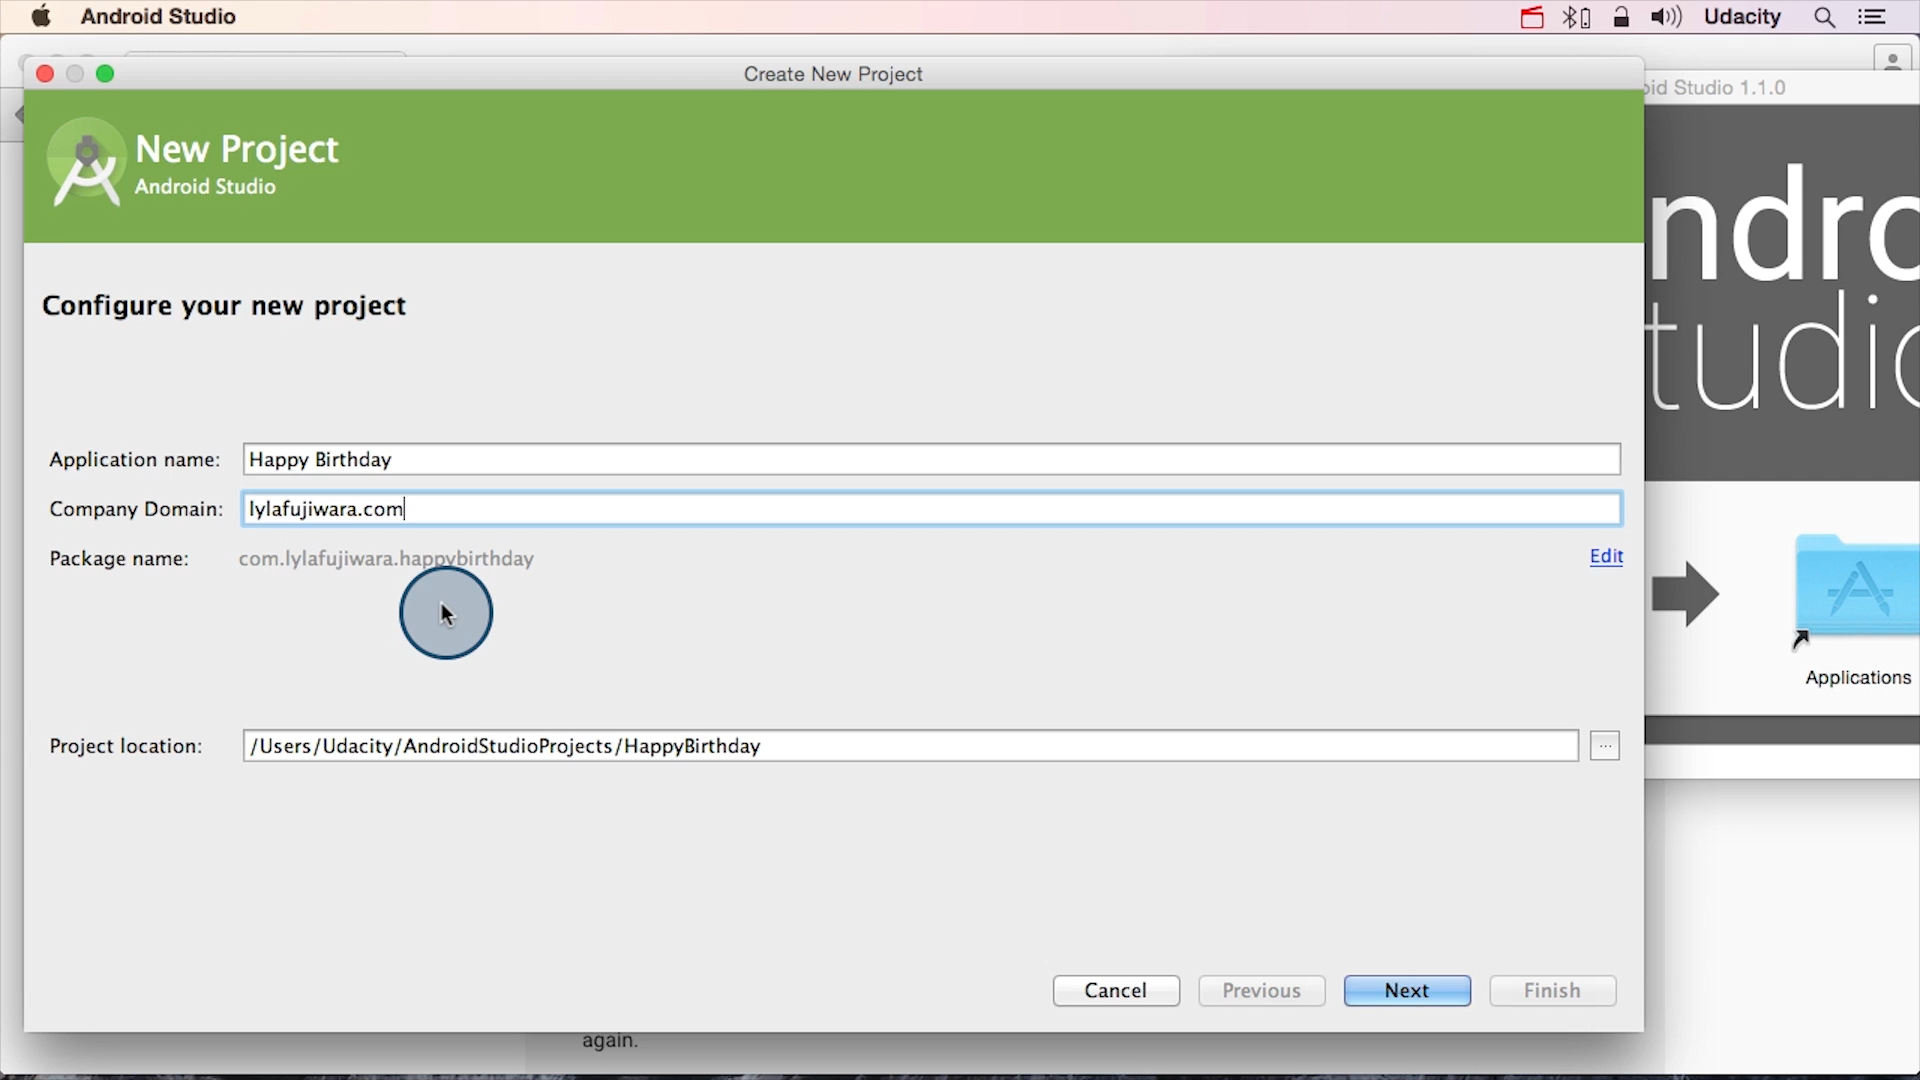 Android Studio
Udacity
Create New Project
oid Studio 1.1.0
New Project
Android Studio
ndro
tudio
Configure your new project
Application name: Happy Birthday
Company Domain: lylafujiwara.com
Package name: com.lylafujiwara.happybirthday
Edit
Applications
Project location: /Users/Udacity/AndroidStudioProjects/HappyBirthday
...
Cancel
Previous
Next
Finish
again.